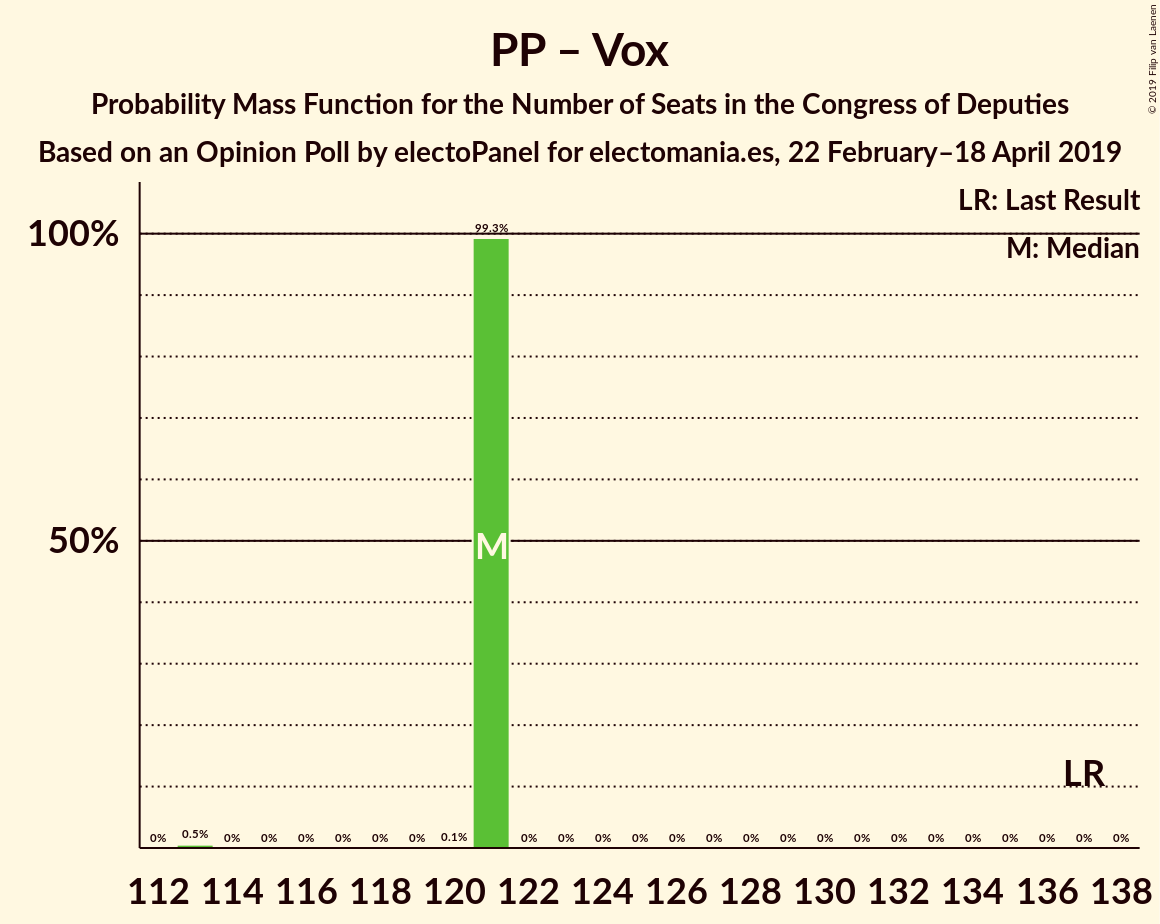 PP – Vox
Probability Mass Function for the Number of Seats in the Congress of Deputies
Based on an Opinion Poll by electoPanel for electomania.es, 22 February–18 April 2019
© 2019 Filip van Laenen
LR: Last Result
M: Median
100%
50%
99.3%
M
LR
0% 0.5% 0% 0% 0% 0% 0% 0% 0.1% 0% 0% 0% 0% 0% 0% 0% 0% 0% 0% 0% 0% 0% 0% 0% 0% 0%
112 114 116 118 120 122 124 126 128 130 132 134 136 138